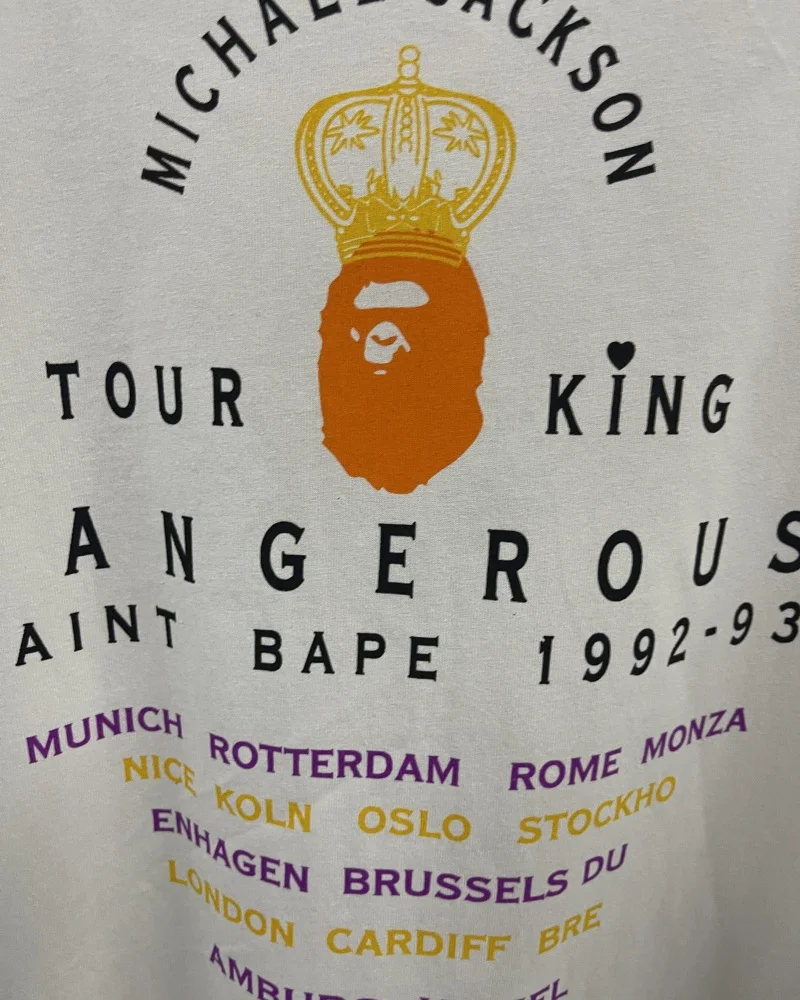 MICHAEL JACKSON
TOUR KING
ANGEROUS
AINT BAPE 1992-93
MUNICH ROTTERDAM ROME MONZA
NICE KOLN OSLO STOCKHO
ENHAGEN BRUSSELS DU
LONDON CARDIFF BRE
AMBURG